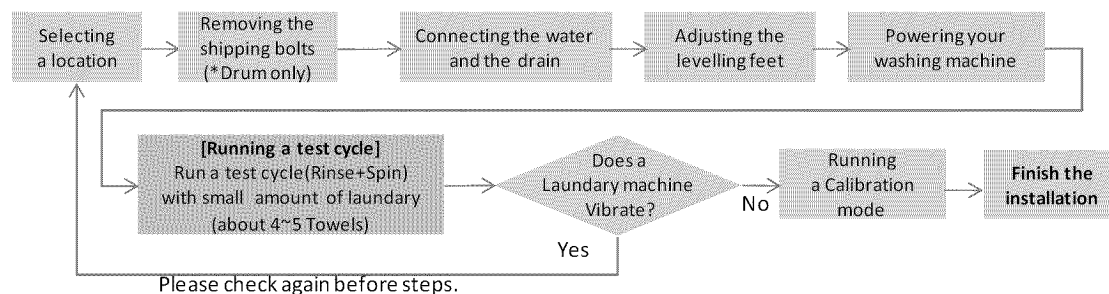 Selecting
a location
Removing the
shipping bolts
(*Drum only)
Connecting the water
and the drain
Adjusting the
levelling feet
Powering your
washing machine
[Running a test cycle]
Run a test cycle(Rinse+Spin)
with small amount of laundary
(about 4~5 Towels)
Does a
Laundary machine
Vibrate?
No
Running
a Calibration
mode
Finish the
installation
Yes
Please check again before steps.